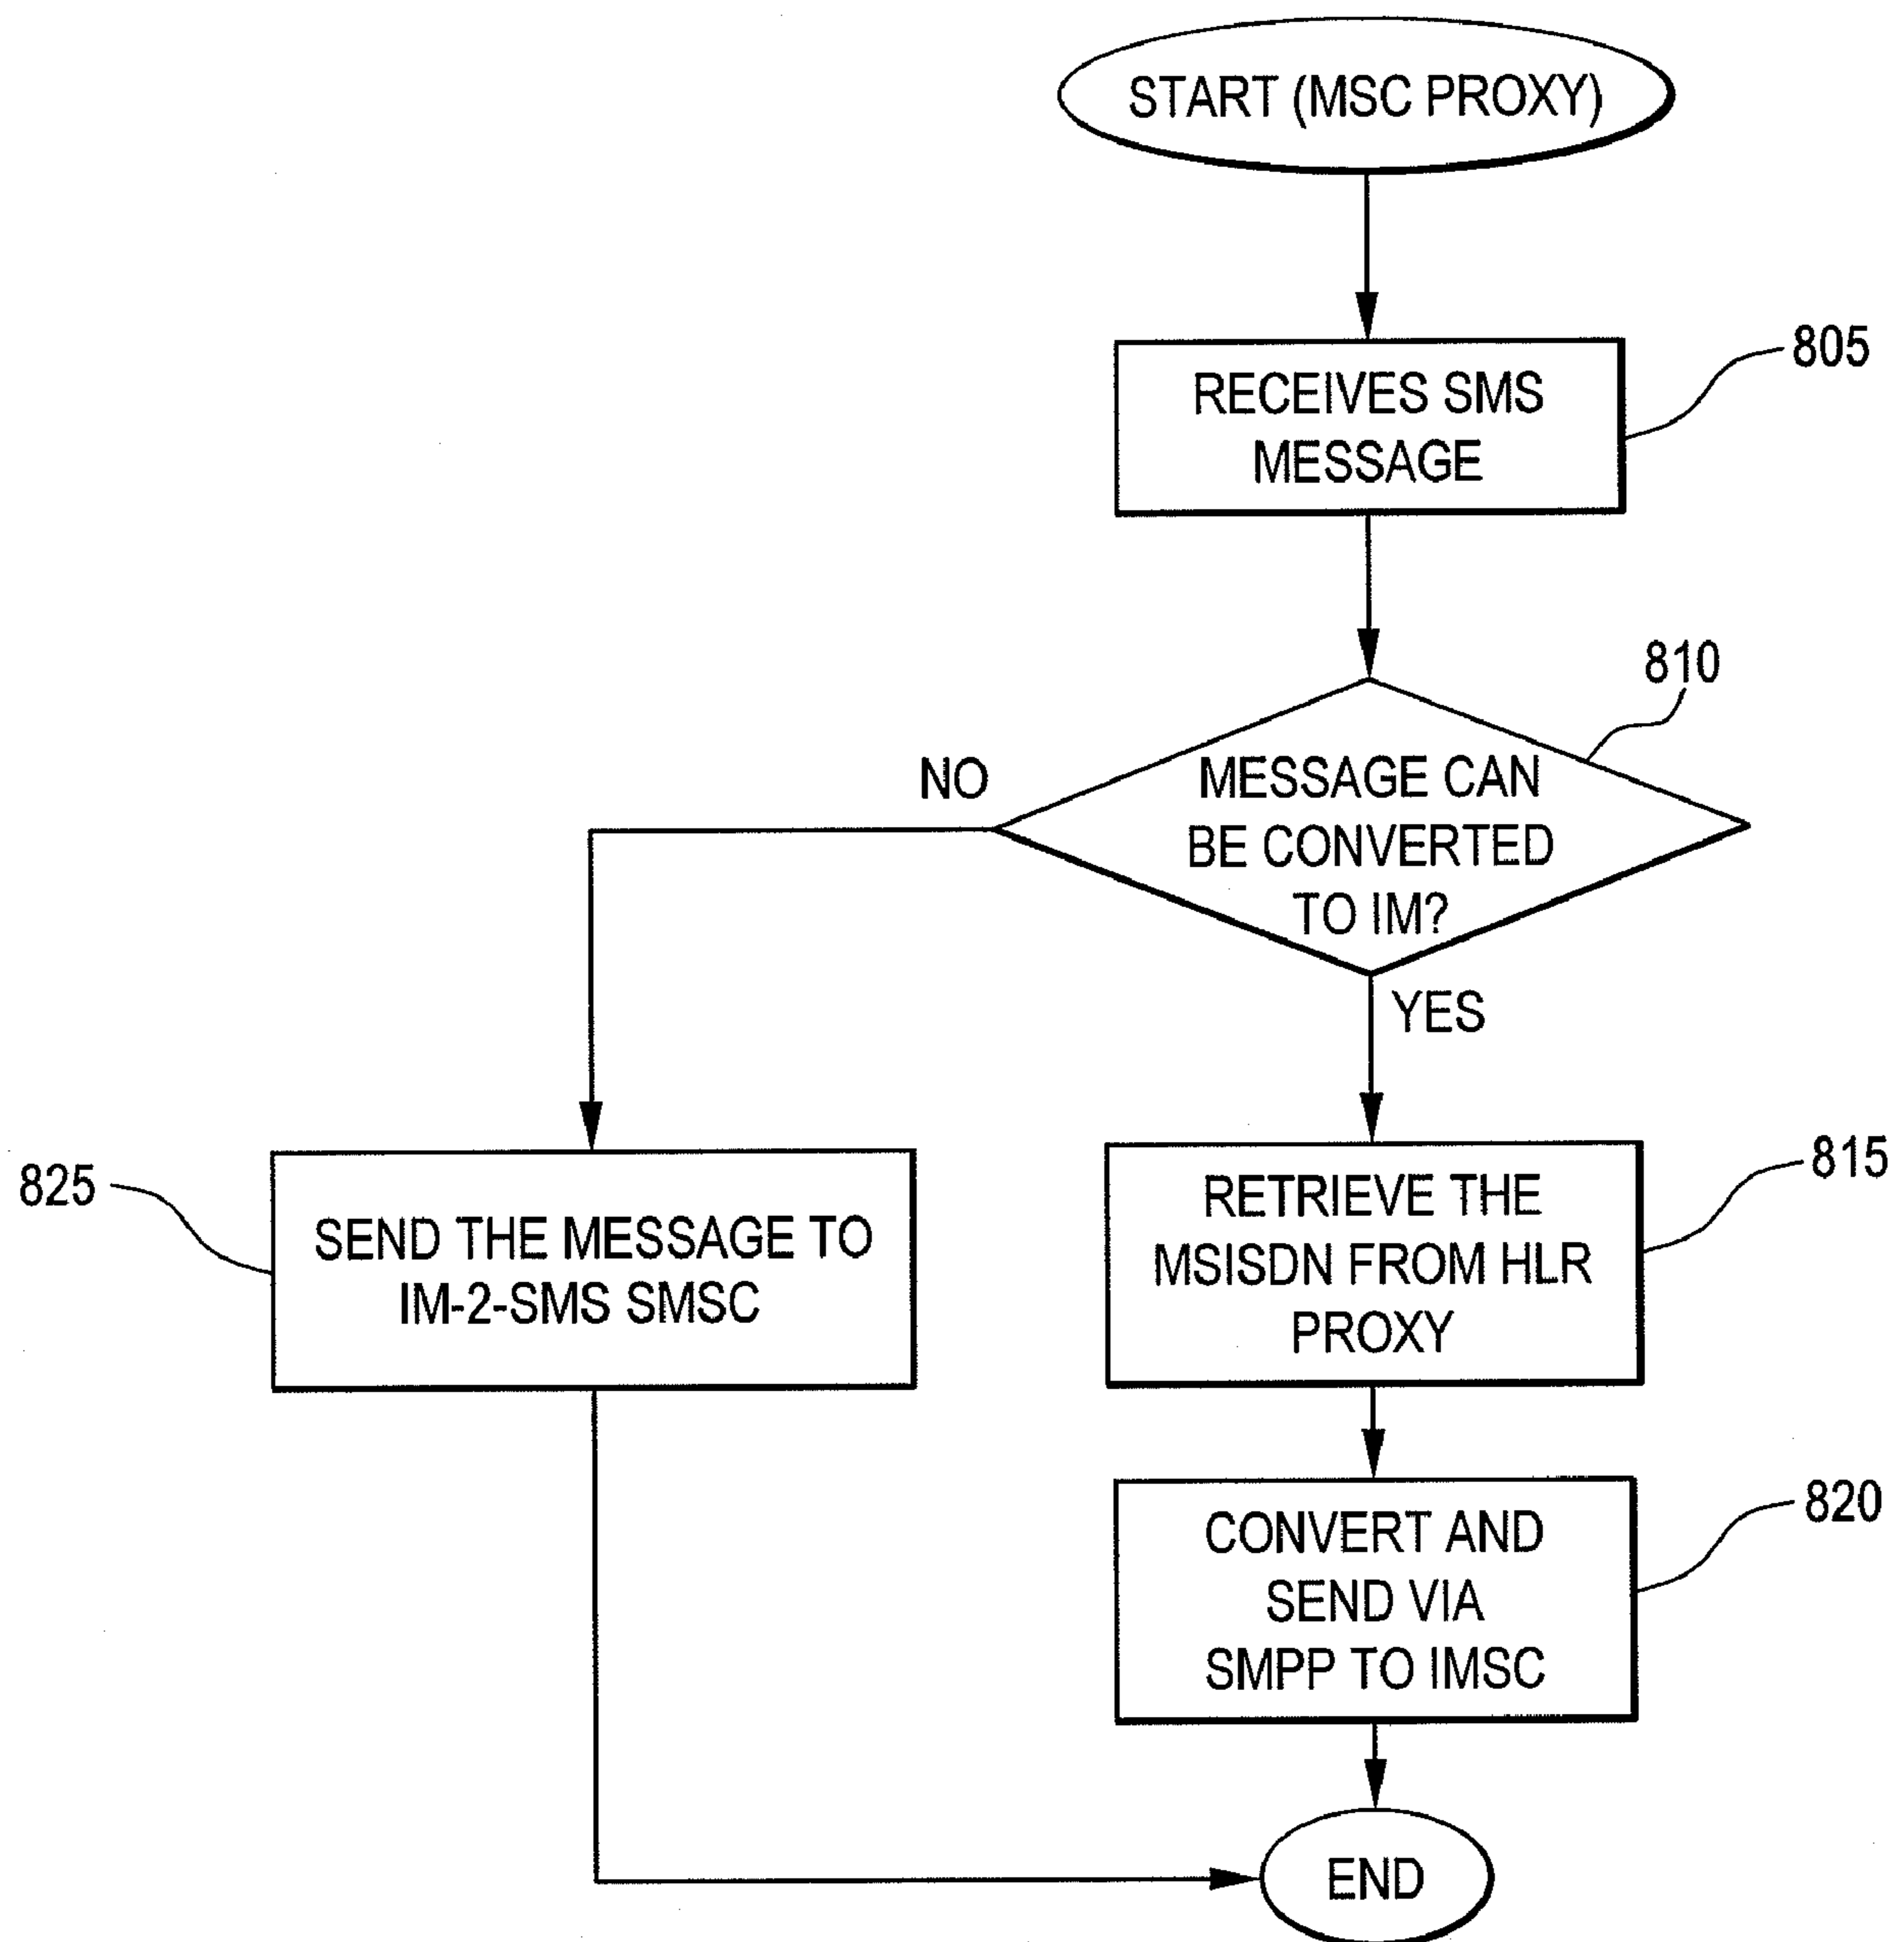 START (MSC PROXY)
RECEIVES SMS
MESSAGE
805
810
MESSAGE CAN
BE CONVERTED
TO IM?
NO
YES
825
SEND THE MESSAGE TO
IM-2-SMS SMSC
RETRIEVE THE
MSISDN FROM HLR
PROXY
815
CONVERT AND
SEND VIA
SMPP TO IMSC
820
END